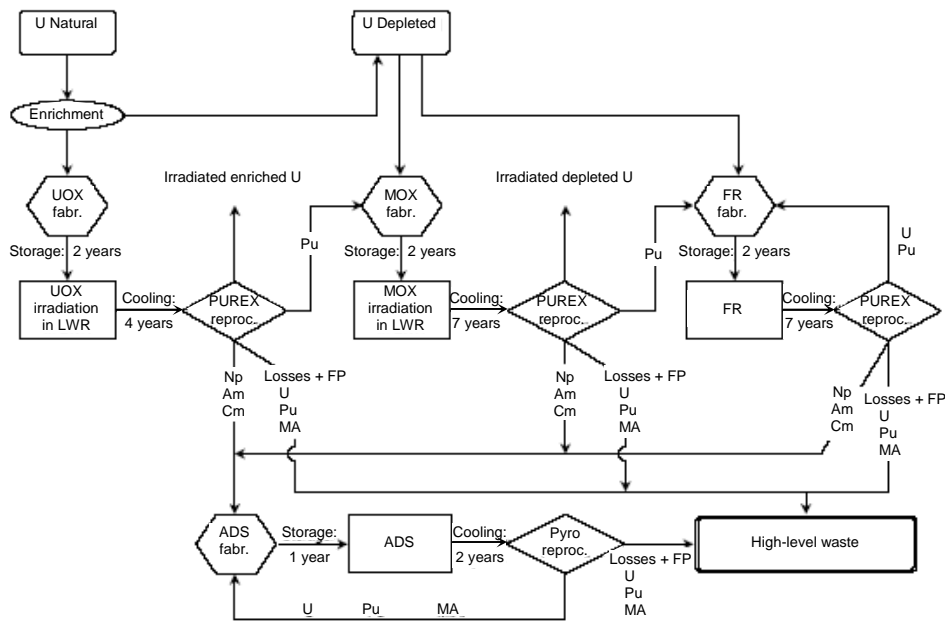 U Natural
U Depleted
Enrichment
Irradiated enriched U
Irradiated depleted U
UOX
fabr.
MOX
fabr.
FR
fabr.
Pu
Pu
U
Pu
Storage: 2 years
Storage: 2 years
Storage: 2 years
UOX
irradiation
in LWR
Cooling:
4 years
PUREX
reproc.
MOX
irradiation
in LWR
Cooling:
7 years
PUREX
reproc.
FR
Cooling:
7 years
PUREX
reproc.
Np
Am
Cm
Losses + FP
U
Pu
MA
Np
Am
Cm
Losses + FP
U
Pu
MA
Np
Am
Cm
Losses + FP
U
Pu
MA
ADS
fabr.
Storage:
1 year
ADS
Cooling:
2 years
Pyro
reproc.
Losses + FP
U
Pu
MA
High-level waste
U Pu MA